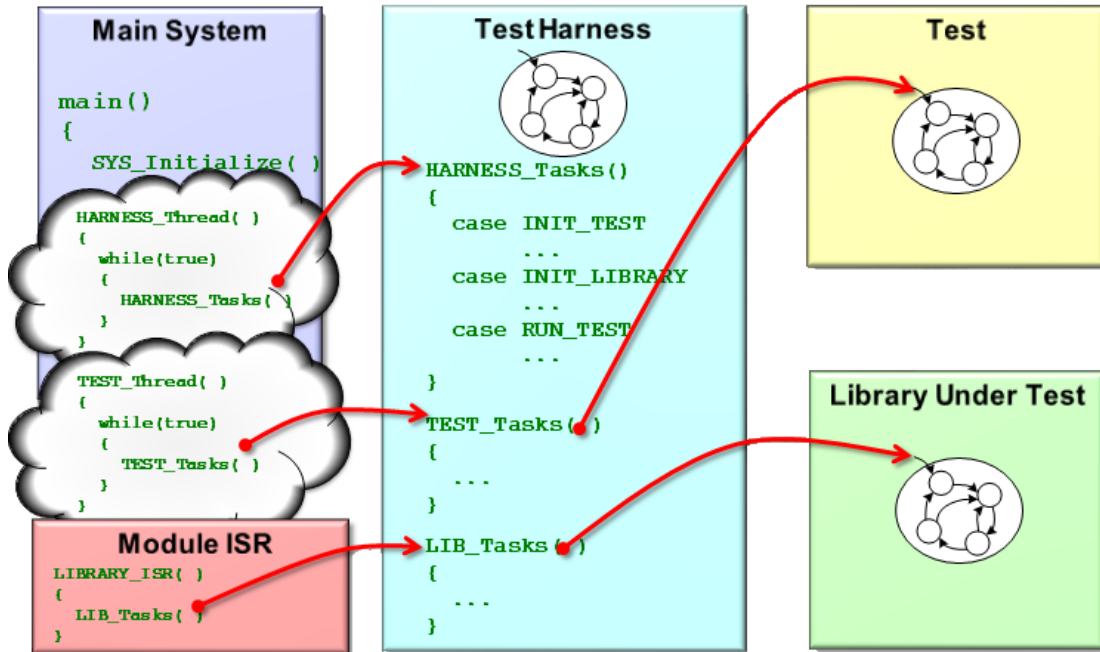 Main System
main()
{
SYS_Initialize( )
HARNESS_Thread( )
{
while(true)
{
HARNESS_Tasks( )
}
}
TEST_Thread( )
{
while(true)
{
TEST_Tasks( )
}
}
Module ISR
LIBRARY_ISR( )
{
LIB_Tasks( )
}
Test Harness
HARNESS_Tasks()
{
case INIT_TEST
...
case INIT_LIBRARY
...
case RUN_TEST
...
}
TEST_Tasks( )
{
...
}
LIB_Tasks( )
{
...
}
Test
Library Under Test